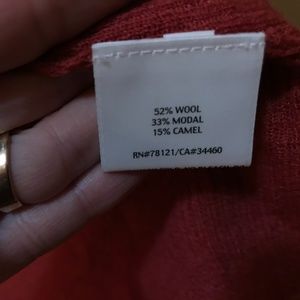 52% WOOL
33% MODAL
15% CAMEL
RN#78121/CA#34460